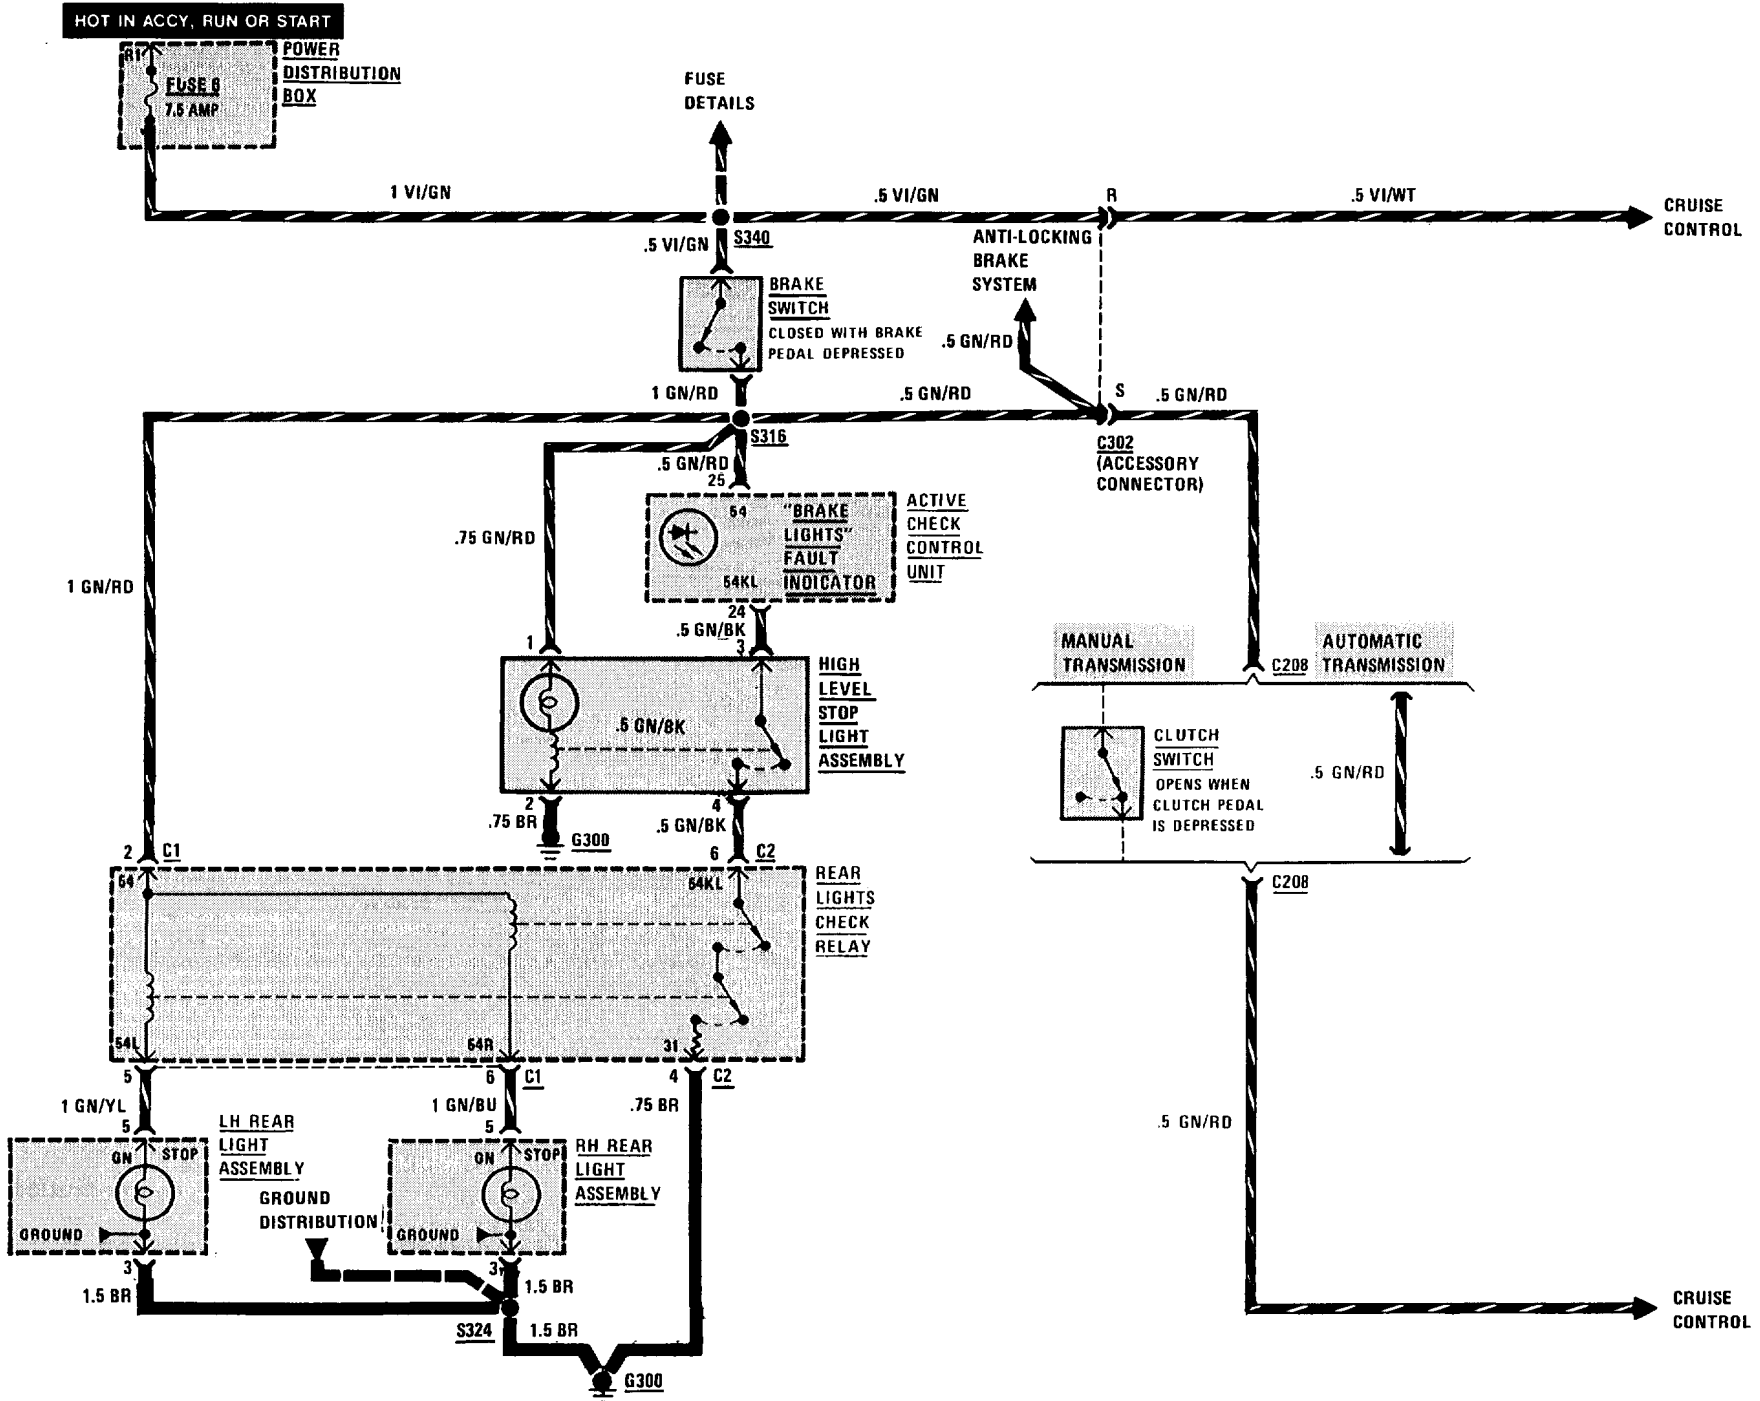 HOT IN ACCY, RUN OR START
R1
FUSE 6
7.5 AMP
POWER
DISTRIBUTION
BOX
FUSE
DETAILS
1 VI/GN
.5 VI/GN
R
.5 VI/WT
CRUISE
CONTROL
.5 VI/GN
S340
ANTI-LOCKING
BRAKE
SYSTEM
BRAKE
SWITCH
CLOSED WITH BRAKE
PEDAL DEPRESSED
.5 GN/RD
1 GN/RD
.5 GN/RD
S
.5 GN/RD
S316
C302
(ACCESSORY
CONNECTOR)
.5 GN/RD
25
.75 GN/RD
54
"BRAKE
LIGHTS"
FAULT
INDICATOR
54KL
ACTIVE
CHECK
CONTROL
UNIT
1 GN/RD
24
.5 GN/BK
1
3
HIGH
LEVEL
STOP
LIGHT
ASSEMBLY
.5 GN/BK
MANUAL
TRANSMISSION
C208
AUTOMATIC
TRANSMISSION
CLUTCH
SWITCH
OPENS WHEN
CLUTCH PEDAL
IS DEPRESSED
.5 GN/RD
2
.75 BR
G300
4
.5 GN/BK
2
C1
6
C2
C208
54
54KL
REAR
LIGHTS
CHECK
RELAY
54L
54R
31
5
6
C1
4
C2
1 GN/YL
1 GN/BU
.75 BR
5
5
LH REAR
LIGHT
ASSEMBLY
RH REAR
LIGHT
ASSEMBLY
.5 GN/RD
GN
STOP
GN
STOP
GROUND
DISTRIBUTION
GROUND
GROUND
3
3
1.5 BR
1.5 BR
S324
1.5 BR
G300
CRUISE
CONTROL